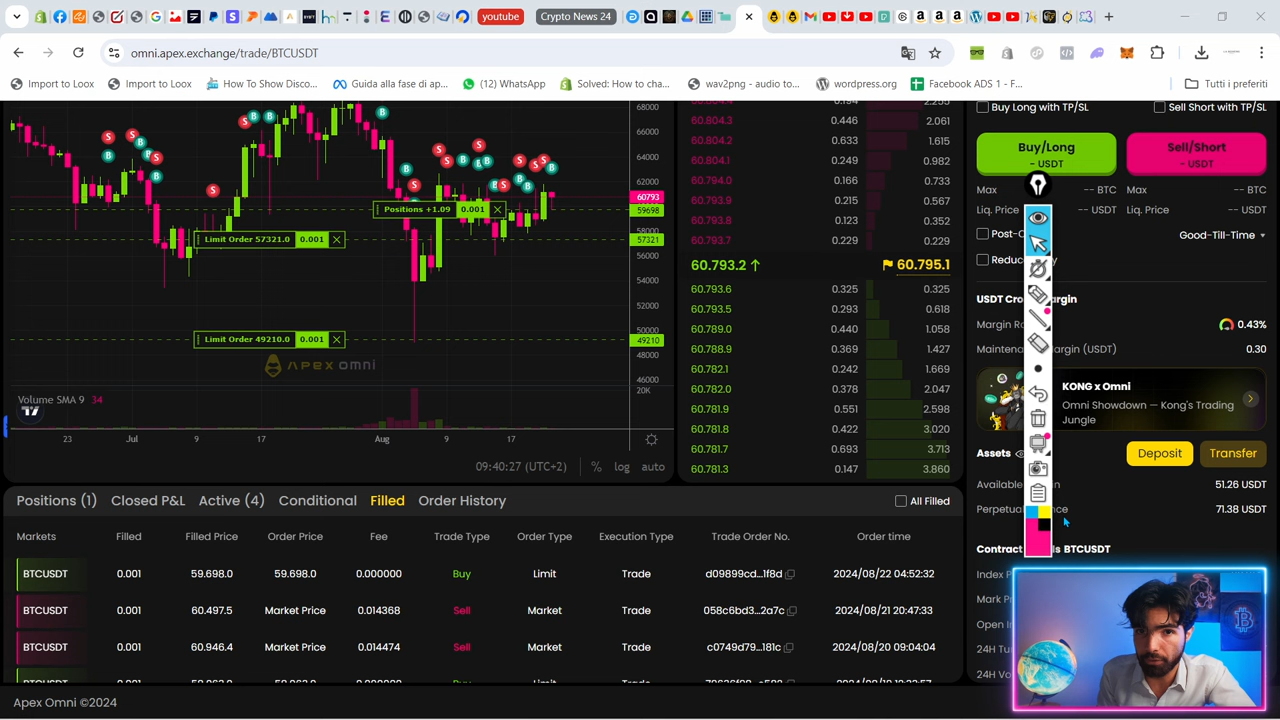 youtube
Crypto News 24
omni.apex.exchange/trade/BTCUSDT
Import to Loox
Import to Loox
How To Show Disco...
Guida alla fase di ap...
(12) WhatsApp
Solved: How to cha...
wav2png - audio to...
wordpress.org
Facebook ADS 1 - F...
Tutti i preferiti
68000
66000
64000
62000
60793
59698
58000
57321
56000
54000
52000
50000
49210
48000
46000
20K
Positions +1.09 0.001
Limit Order 57321.0 0.001
Limit Order 49210.0 0.001
APEX omni
Volume SMA 9 34
23 Jul 9 17 Aug 9 17
09:40:27 (UTC+2) % log auto
60.804.4 0.194 2.255
60.804.3 0.446 2.061
60.804.2 0.633 1.615
60.804.1 0.249 0.982
60.794.0 0.166 0.733
60.793.9 0.215 0.567
60.793.8 0.123 0.352
60.793.7 0.229 0.229
60.793.2 60.795.1
60.793.6 0.325 0.325
60.793.5 0.293 0.618
60.789.0 0.440 1.058
60.788.9 0.369 1.427
60.782.1 0.242 1.669
60.782.0 0.378 2.047
60.781.9 0.551 2.598
60.781.8 0.422 3.020
60.781.7 0.693 3.713
60.781.3 0.147 3.860
Buy Long with TP/SL Sell Short with TP/SL
Buy/Long
- USDT
Sell/Short
- USDT
Max -- BTC Max -- BTC
Liq. Price -- USDT Liq. Price -- USDT
Good-Till-Time
USDT
0.43%
(USDT) 0.30
KONG x Omni
Omni Showdown — Kong's Trading
Jungle
Assets Deposit Transfer
51.26 USDT
71.38 USDT
BTCUSDT
Positions (1) Closed P&L Active (4) Conditional Filled Order History All Filled
Markets Filled Filled Price Order Price Fee Trade Type Order Type Execution Type Trade Order No. Order time
BTCUSDT 0.001 59.698.0 59.698.0 0.000000 Buy Limit Trade d09899cd...1f8d 2024/08/22 04:52:32
BTCUSDT 0.001 60.497.5 Market Price 0.014368 Sell Market Trade 058c6bd3...2a7c 2024/08/21 20:47:33
BTCUSDT 0.001 60.946.4 Market Price 0.014474 Sell Market Trade c0749d79...181c 2024/08/20 09:04:04
Apex Omni ©2024